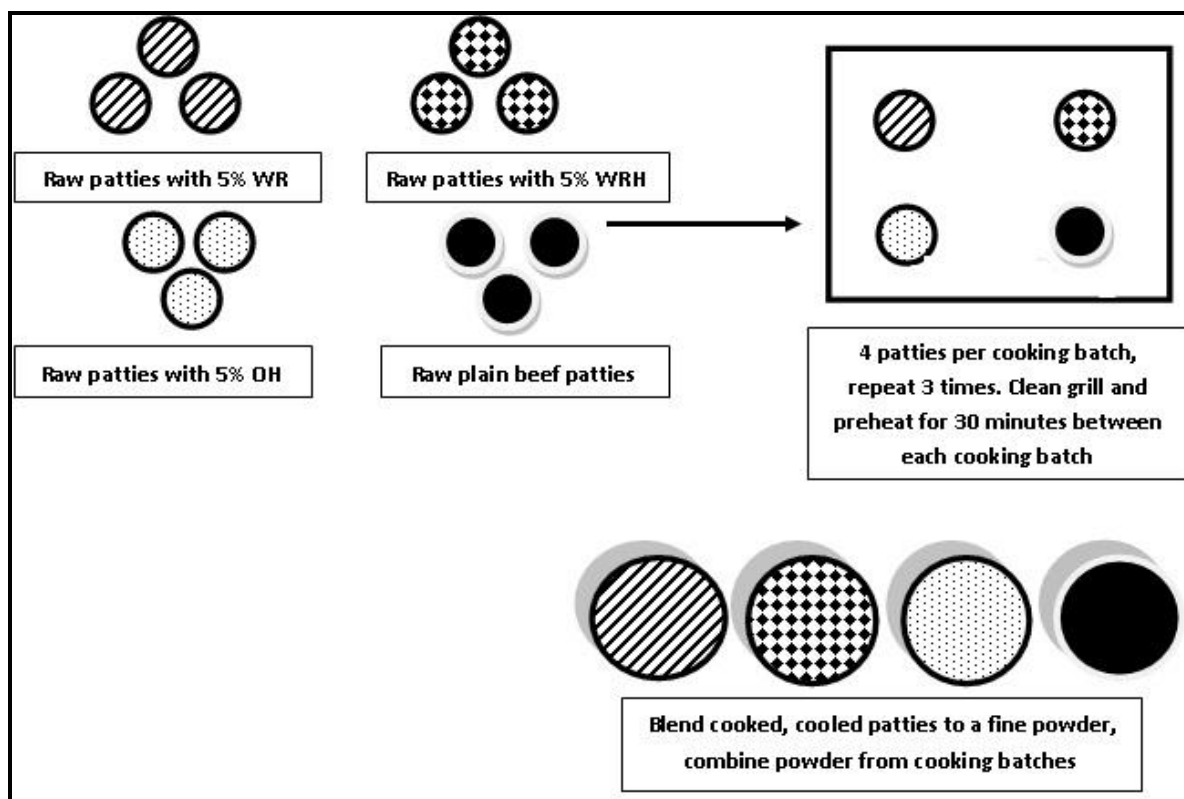 Raw patties with 5% WR
Raw patties with 5% WRH
Raw patties with 5% OH
Raw plain beef patties
4 patties per cooking batch,
repeat 3 times. Clean grill and
preheat for 30 minutes between
each cooking batch
Blend cooked, cooled patties to a fine powder,
combine powder from cooking batches